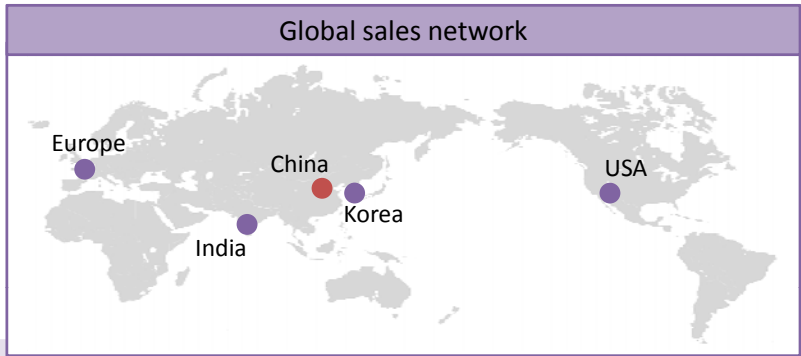 Global sales network
Europe
China
USA
Korea
India